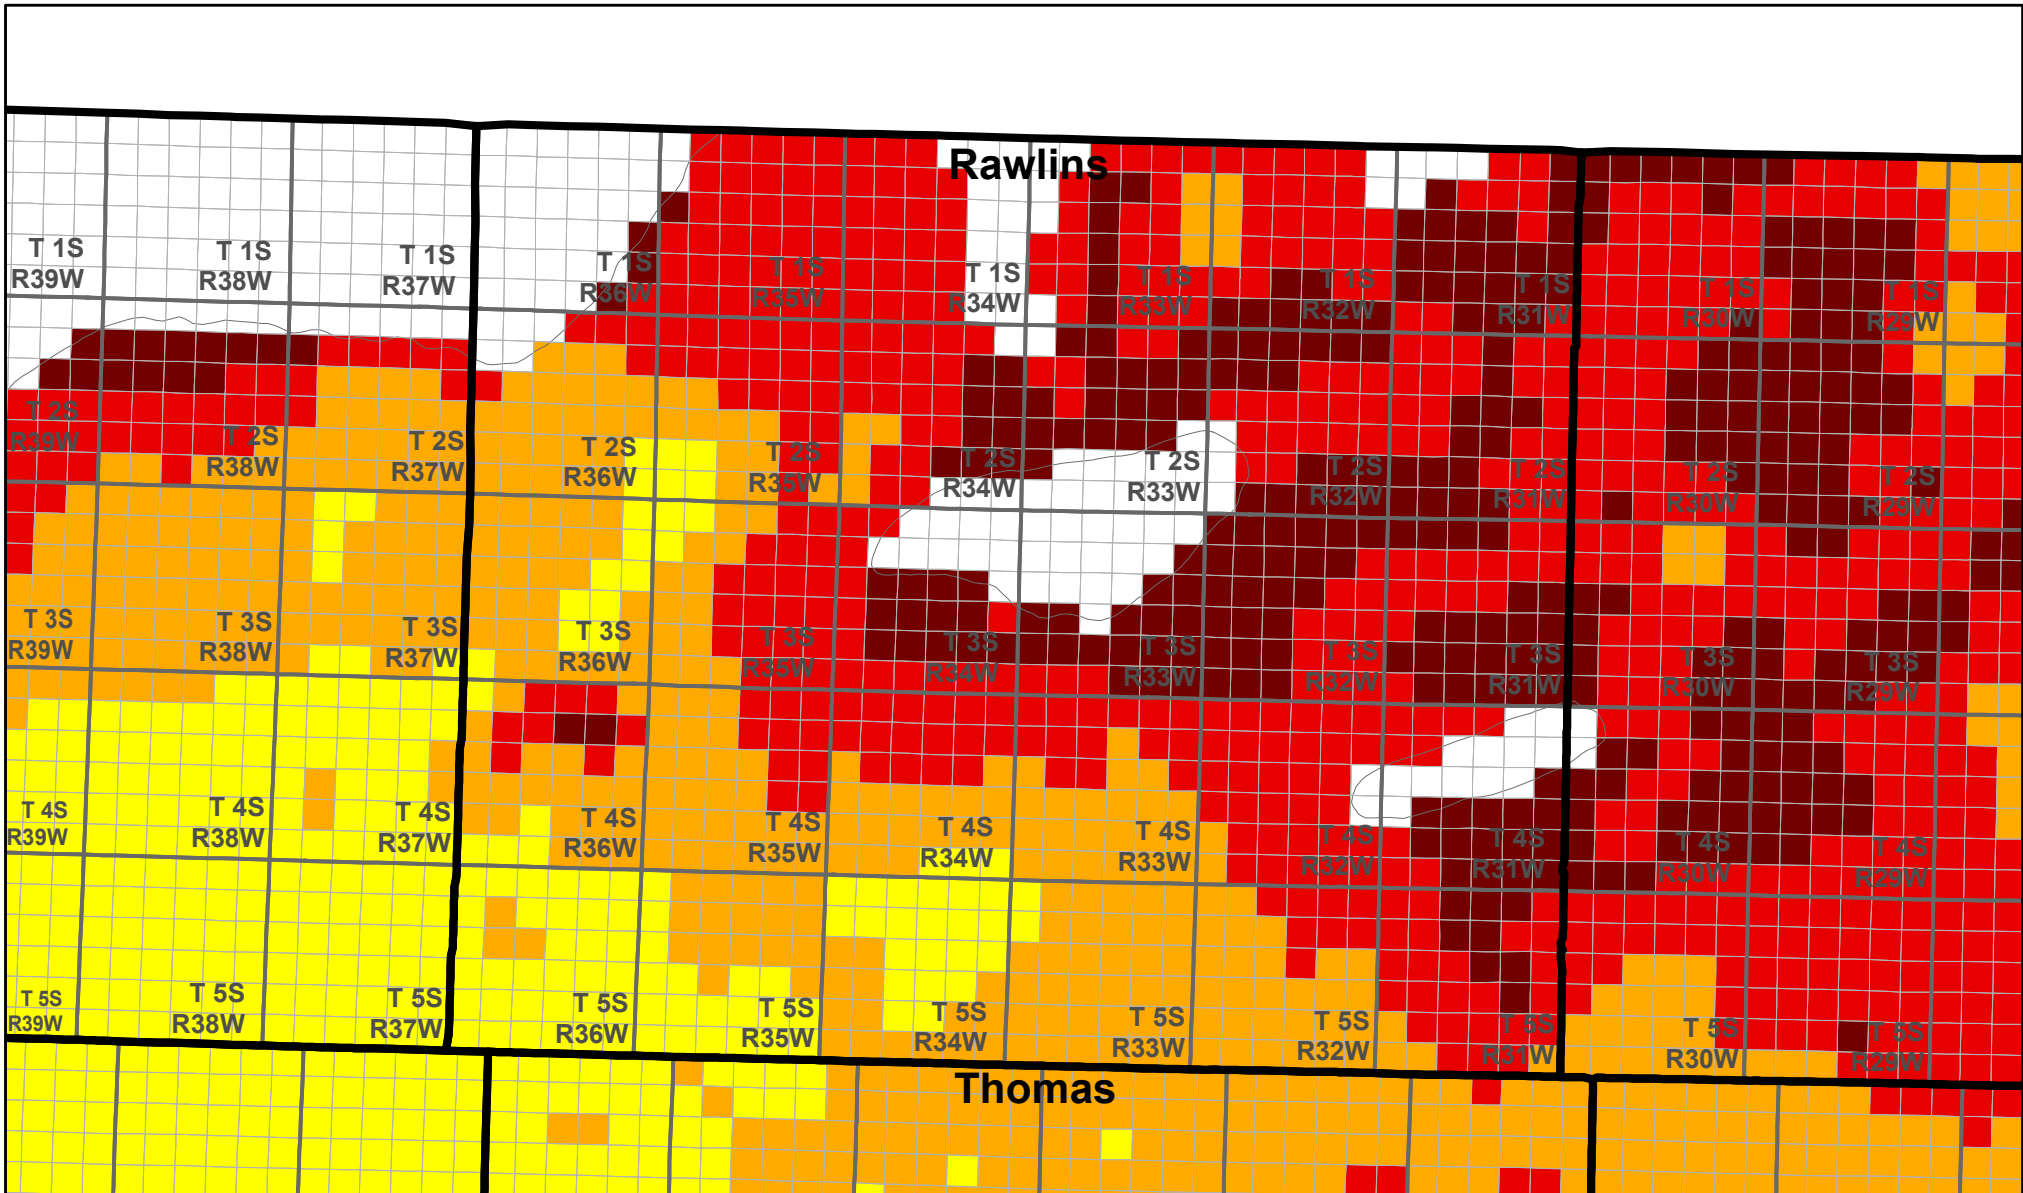 Rawlins
T 1S
R39W
T 1S
R38W
T 1S
R37W
T 1S
R36W
T 1S
R35W
T 1S
R34W
T 1S
R33W
T 1S
R32W
T 1S
R31W
T 1S
R30W
T 1S
R29W
T 2S
R39W
T 2S
R38W
T 2S
R37W
T 2S
R36W
T 2S
R35W
T 2S
R34W
T 2S
R33W
T 2S
R32W
T 2S
R31W
T 2S
R30W
T 2S
R29W
T 3S
R39W
T 3S
R38W
T 3S
R37W
T 3S
R36W
T 3S
R35W
T 3S
R34W
T 3S
R33W
T 3S
R32W
T 3S
R31W
T 3S
R30W
T 3S
R29W
T 4S
R39W
T 4S
R38W
T 4S
R37W
T 4S
R36W
T 4S
R35W
T 4S
R34W
T 4S
R33W
T 4S
R32W
T 4S
R31W
T 4S
R30W
T 4S
R29W
T 5S
R39W
T 5S
R38W
T 5S
R37W
T 5S
R36W
T 5S
R35W
T 5S
R34W
T 5S
R33W
T 5S
R32W
T 5S
R31W
T 5S
R30W
T 5S
R29W
Thomas